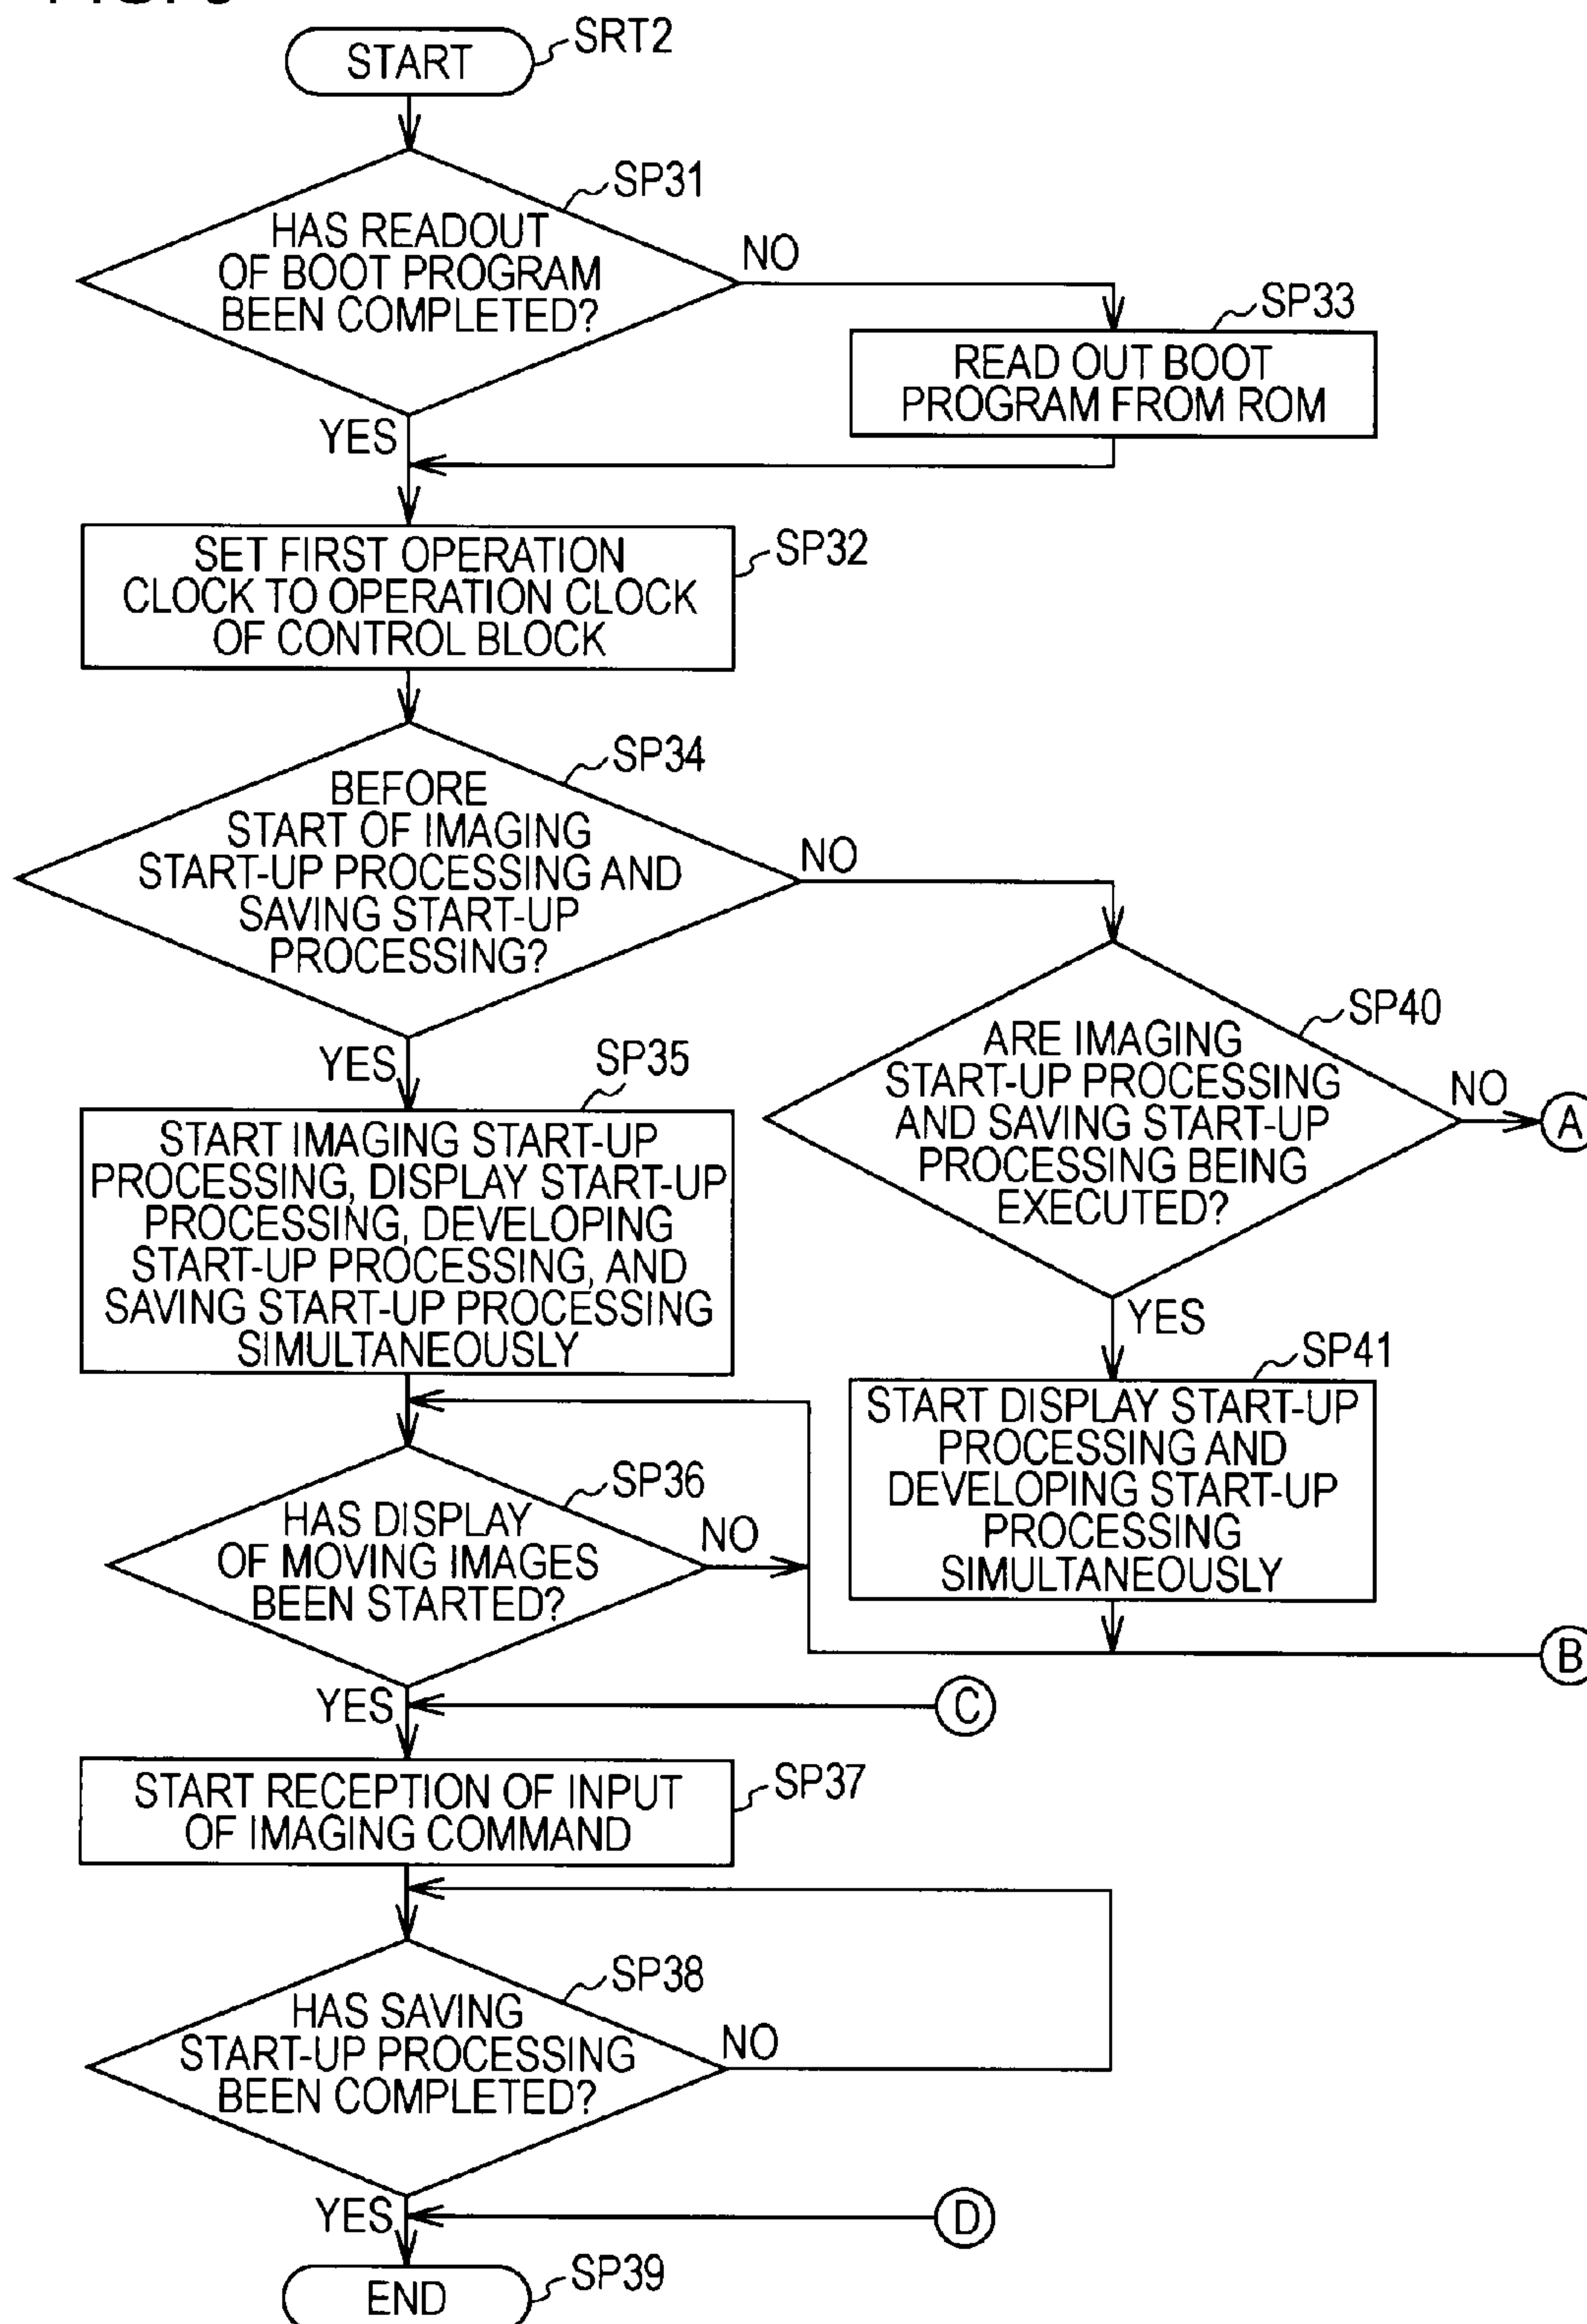 START
SRT2
SP31
HAS READOUT
OF BOOT PROGRAM
BEEN COMPLETED?
NO
YES
SP33
READ OUT BOOT
PROGRAM FROM ROM
SP32
SET FIRST OPERATION
CLOCK TO OPERATION CLOCK
OF CONTROL BLOCK
SP34
BEFORE
START OF IMAGING
START-UP PROCESSING AND
SAVING START-UP
PROCESSING?
NO
YES
SP40
ARE IMAGING
START-UP PROCESSING
AND SAVING START-UP
PROCESSING BEING
EXECUTED?
NO
A
YES
SP35
START IMAGING START-UP
PROCESSING, DISPLAY START-UP
PROCESSING, DEVELOPING
START-UP PROCESSING, AND
SAVING START-UP PROCESSING
SIMULTANEOUSLY
SP41
START DISPLAY START-UP
PROCESSING AND
DEVELOPING START-UP
PROCESSING
SIMULTANEOUSLY
SP36
HAS DISPLAY
OF MOVING IMAGES
BEEN STARTED?
NO
B
YES
C
SP37
START RECEPTION OF INPUT
OF IMAGING COMMAND
SP38
HAS SAVING
START-UP PROCESSING
BEEN COMPLETED?
NO
YES
D
SP39
END